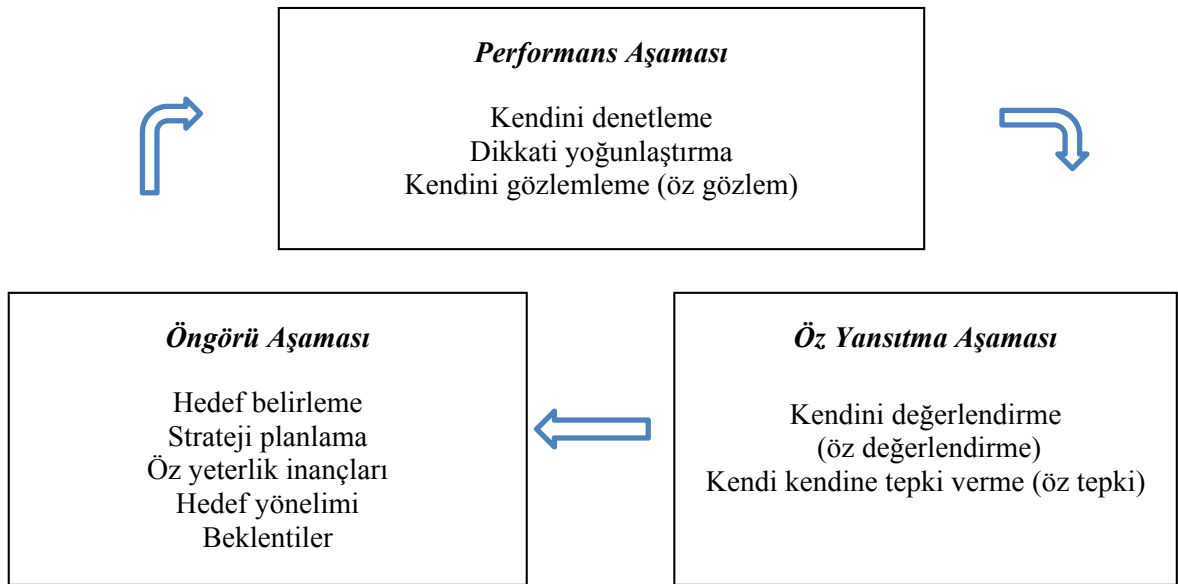 Performans Aşaması
Kendini denetleme
Dikkati yoğunlaştırma
Kendini gözlemleme (öz gözlem)
Öngörü Aşaması
Hedef belirleme
Strateji planlama
Öz yeterlik inançları
Hedef yönelimi
Beklentiler
Öz Yansıtma Aşaması
Kendini değerlendirme
(öz değerlendirme)
Kendi kendine tepki verme (öz tepki)